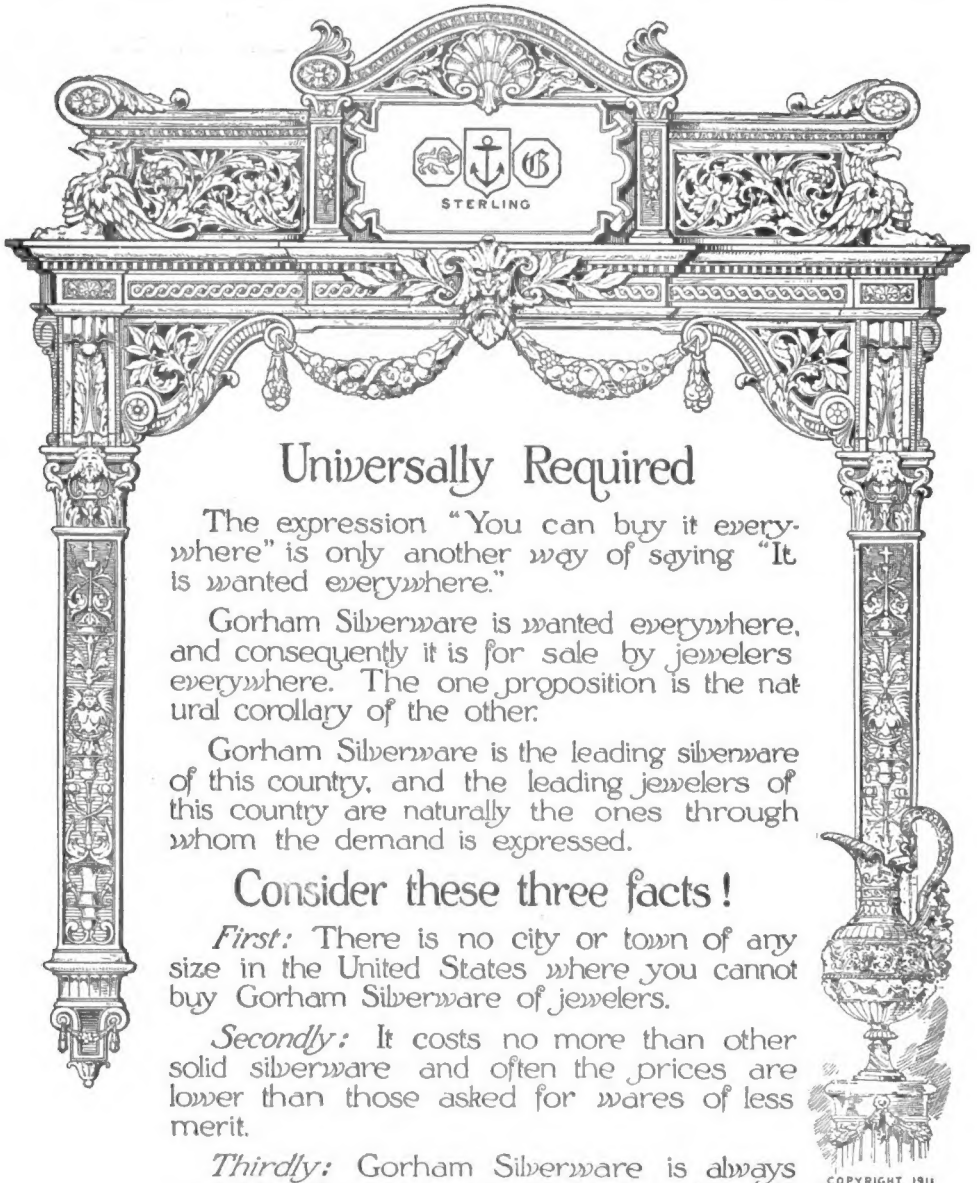 G
STERLING
Universally Required
The expression "You can buy it every-
where" is only another way of saying "It
is wanted everywhere."
Gorham Silverware is wanted everywhere,
and consequently it is for sale by jewelers
everywhere. The one proposition is the nat
ural corollary of the other.
Gorham Silverware is the leading silverware
of this country, and the leading jewelers of
this country are naturally the ones through
whom the demand is expressed.
Consider these three facts!
First: There is no city or town of any
size in the United States where you cannot
buy Gorham Silverware of jewelers.
Secondly: It costs no more than other
solid silverware and often the prices are
lower than those asked for wares of less
merit.
Thirdly: Gorham Silverware is always
COPYRIGHT 1911